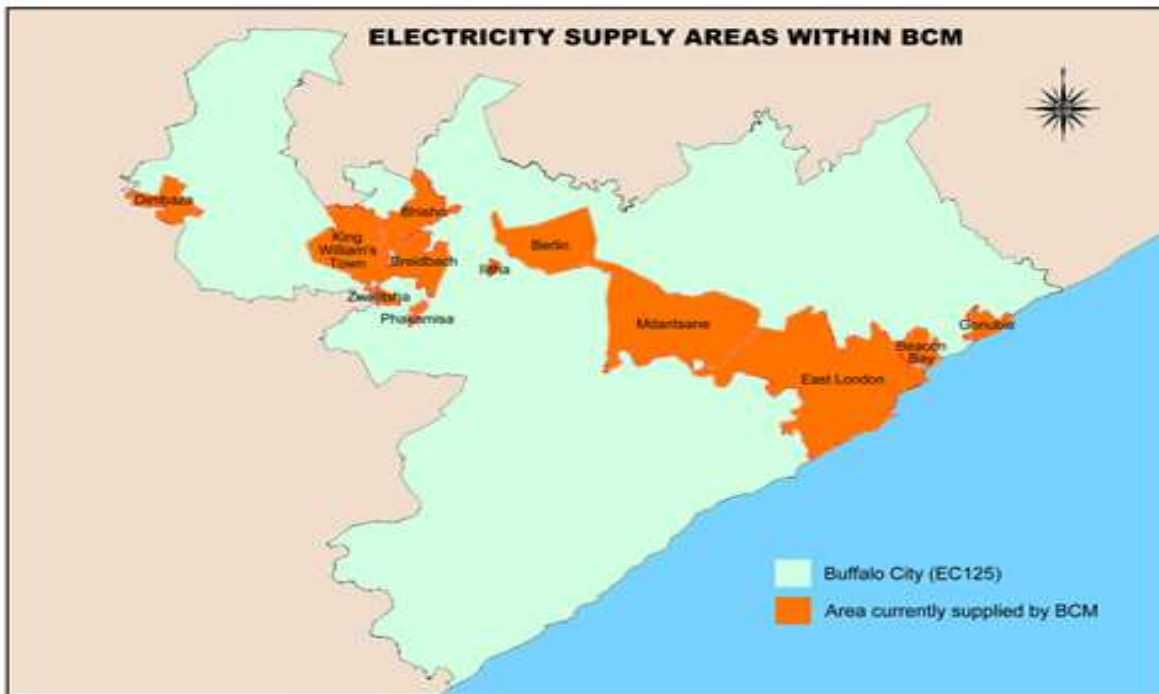 ELECTRICITY SUPPLY AREAS WITHIN BCM
Dimbaza
Bhisho
King
William's
Town
Breidbach
Berlin
Ilitha
Zwelitsha
Phakamisa
Mdantsane
Gonubie
Beacon
Bay
East London
Buffalo City (EC125)
Area currently supplied by BCM